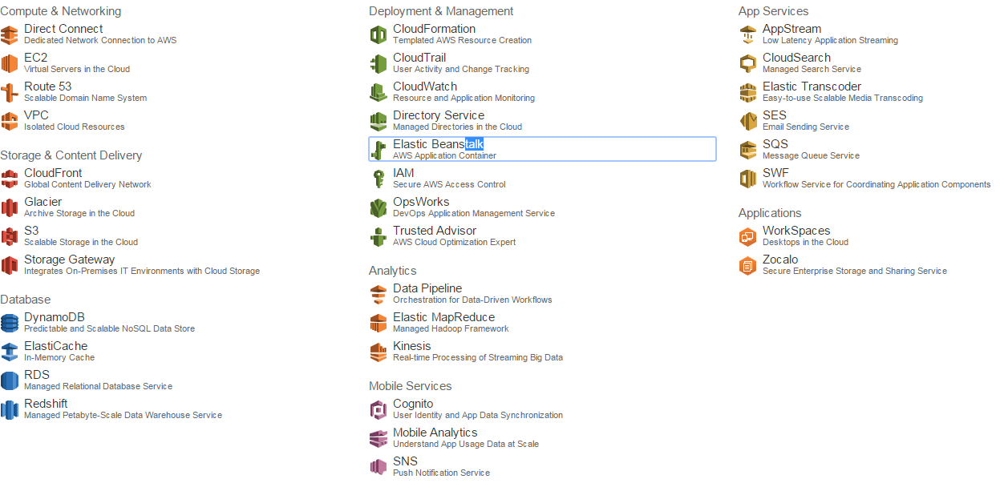 Compute & Networking
Direct Connect
Dedicated Network Connection to AWS
EC2
Virtual Servers in the Cloud
Route 53
Scalable Domain Name System
VPC
Isolated Cloud Resources
Storage & Content Delivery
CloudFront
Global Content Delivery Network
Glacier
Archive Storage in the Cloud
S3
Scalable Storage in the Cloud
Storage Gateway
Integrates On-Premises IT Environments with Cloud Storage
Database
DynamoDB
Predictable and Scalable NoSQL Data Store
ElastiCache
In-Memory Cache
RDS
Managed Relational Database Service
Redshift
Managed Petabyte-Scale Data Warehouse Service
Deployment & Management
CloudFormation
Templated AWS Resource Creation
CloudTrail
User Activity and Change Tracking
CloudWatch
Resource and Application Monitoring
Directory Service
Managed Directories in the Cloud
Elastic Beanstalk
AWS Application Container
IAM
Secure AWS Access Control
OpsWorks
DevOps Application Management Service
Trusted Advisor
AWS Cloud Optimization Expert
Analytics
Data Pipeline
Orchestration for Data-Driven Workflows
Elastic MapReduce
Managed Hadoop Framework
Kinesis
Real-time Processing of Streaming Big Data
Mobile Services
Cognito
User Identity and App Data Synchronization
Mobile Analytics
Understand App Usage Data at Scale
SNS
Push Notification Service
App Services
AppStream
Low Latency Application Streaming
CloudSearch
Managed Search Service
Elastic Transcoder
Easy-to-use Scalable Media Transcoding
SES
Email Sending Service
SQS
Message Queue Service
SWF
Workflow Service for Coordinating Application Components
Applications
WorkSpaces
Desktops in the Cloud
Zocalo
Secure Enterprise Storage and Sharing Service